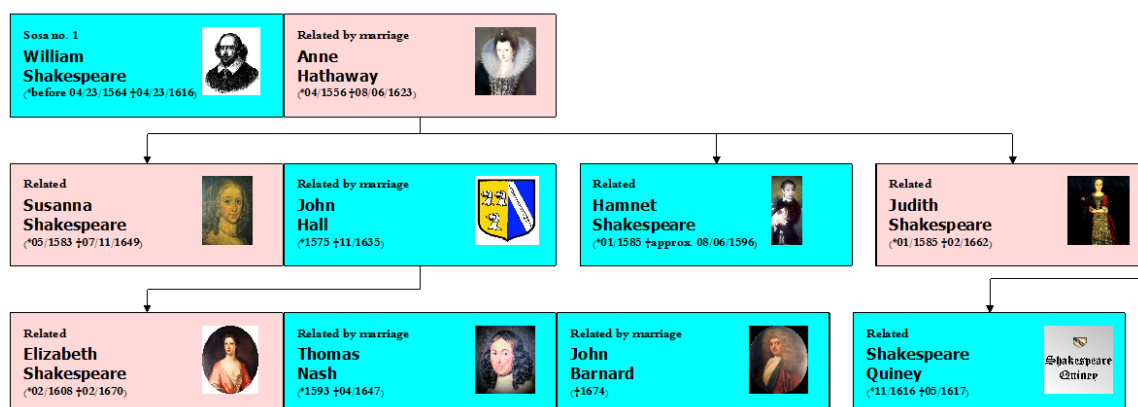 Sosa no. 1
William
Shakespeare
(*before 04/23/1564 †04/23/1616)
Related by marriage
Anne
Hathaway
(*04/1556 †08/06/1623)
Related
Susanna
Shakespeare
(*05/1583 †07/11/1649)
Related by marriage
John
Hall
(*1575 †11/1635)
Related
Hamnet
Shakespeare
(*01/1585 †approx. 08/06/1596)
Related
Judith
Shakespeare
(*01/1585 †02/1662)
Related
Elizabeth
Shakespeare
(*02/1608 †02/1670)
Related by marriage
Thomas
Nash
(*1593 †04/1647)
Related by marriage
John
Barnard
(†1674)
Related
Shakespeare
Quiney
(*11/1616 †05/1617)
Shakespeare
Quiney